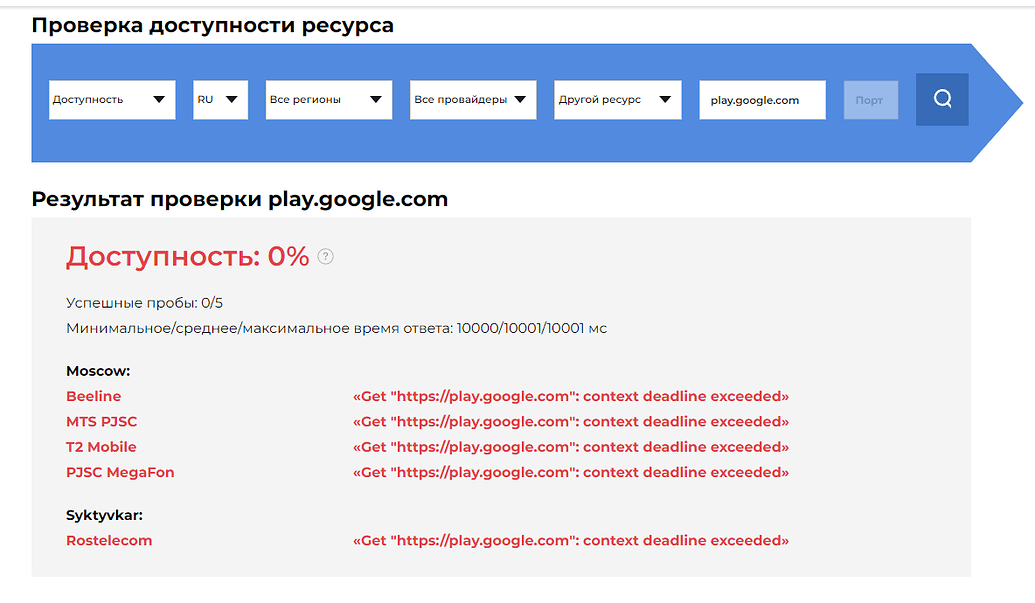 Проверка доступности ресурса
Доступность RU Все регионы Все провайдеры Другой ресурс play.google.com Порт
Результат проверки play.google.com
Доступность: 0% ?
Успешные пробы: 0/5
Минимальное/среднее/максимальное время ответа: 10000/10001/10001 мс
Moscow:
Beeline «Get "https://play.google.com": context deadline exceeded»
MTS PJSC «Get "https://play.google.com": context deadline exceeded»
T2 Mobile «Get "https://play.google.com": context deadline exceeded»
PJSC MegaFon «Get "https://play.google.com": context deadline exceeded»
Syktyvkar:
Rostelecom «Get "https://play.google.com": context deadline exceeded»